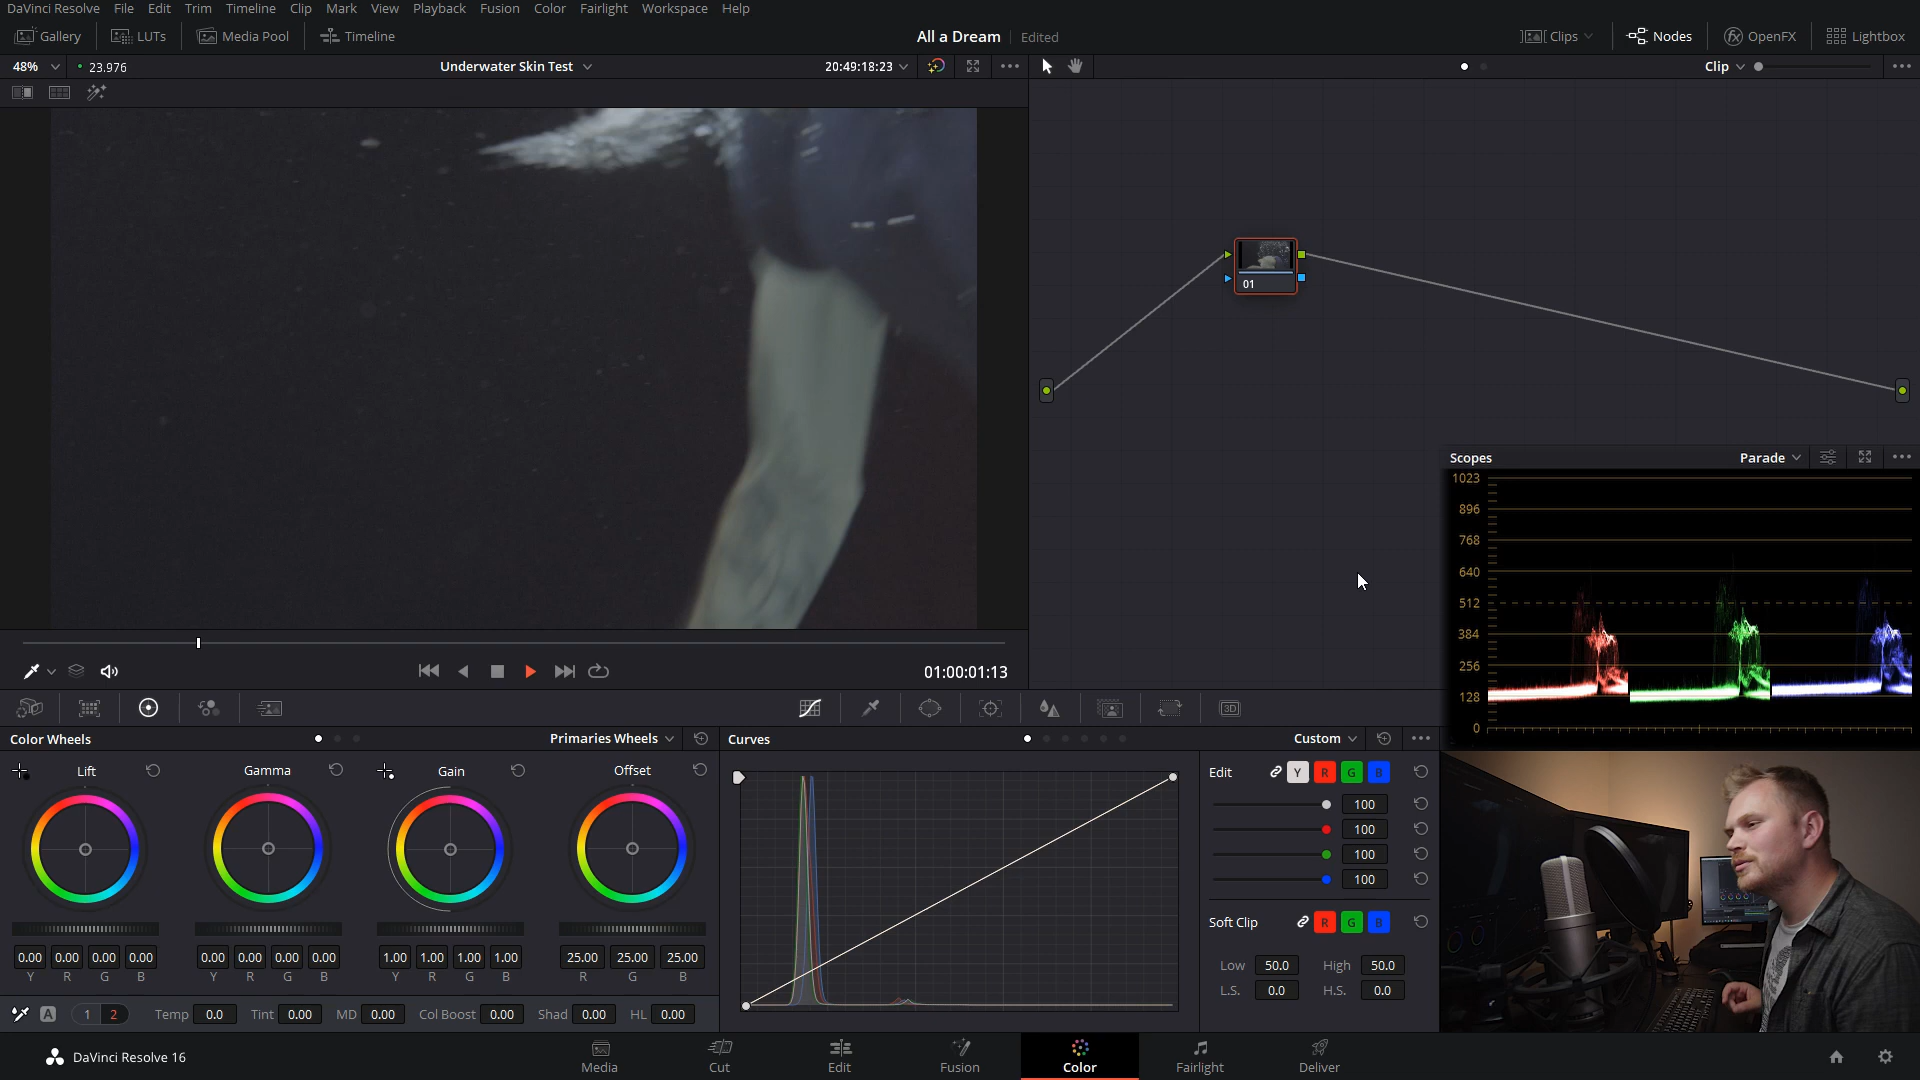 DaVinci Resolve File Edit Trim Timeline Clip Mark View Playback Fusion Color Fairlight Workspace Help
Gallery LUTs Media Pool Timeline All a Dream Edited Clips Nodes fx OpenFX Lightbox
48% 23.976 Underwater Skin Test 20:49:18:23 Clip
01
Scopes Parade
1023
896
768
640
512
384
256
128
0
01:00:01:13
3D
Color Wheels Primaries Wheels Curves Custom
Lift Gamma Gain Offset
Edit Y R G B
100
100
100
100
Soft Clip R G B
0.00 0.00 0.00 0.00 0.00 0.00 0.00 0.00 1.00 1.00 1.00 1.00 25.00 25.00 25.00
Y R G B Y R G B Y R G B R G B
Low 50.0 High 50.0
L.S. 0.0 H.S. 0.0
A 1 2 Temp 0.0 Tint 0.00 MD 0.00 Col Boost 0.00 Shad 0.00 HL 0.00
DaVinci Resolve 16 Media Cut Edit Fusion Color Fairlight Deliver